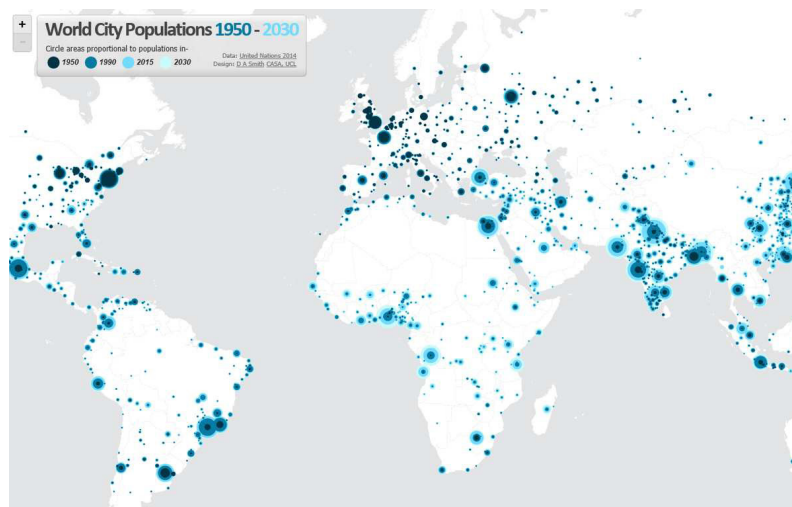 +
World City Populations 1950 - 2030
Circle areas proportional to populations in-
1950 1990 2015 2030
Data: United Nations 2014
Design: D A Smith CASA, UCL
−